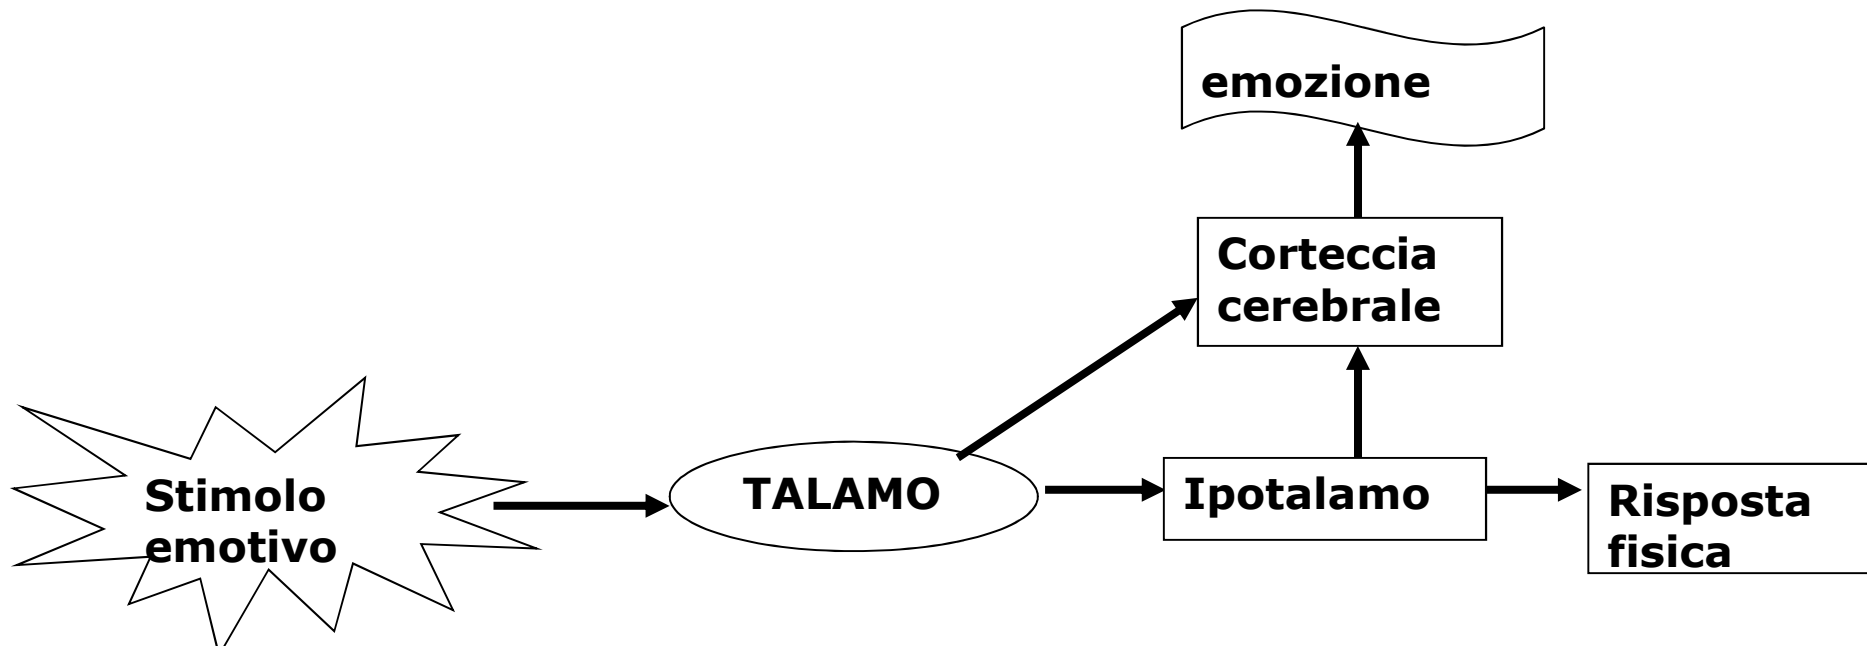 emozione
Corteccia
cerebrale
Stimolo
emotivo
TALAMO
Ipotalamo
Risposta
fisica